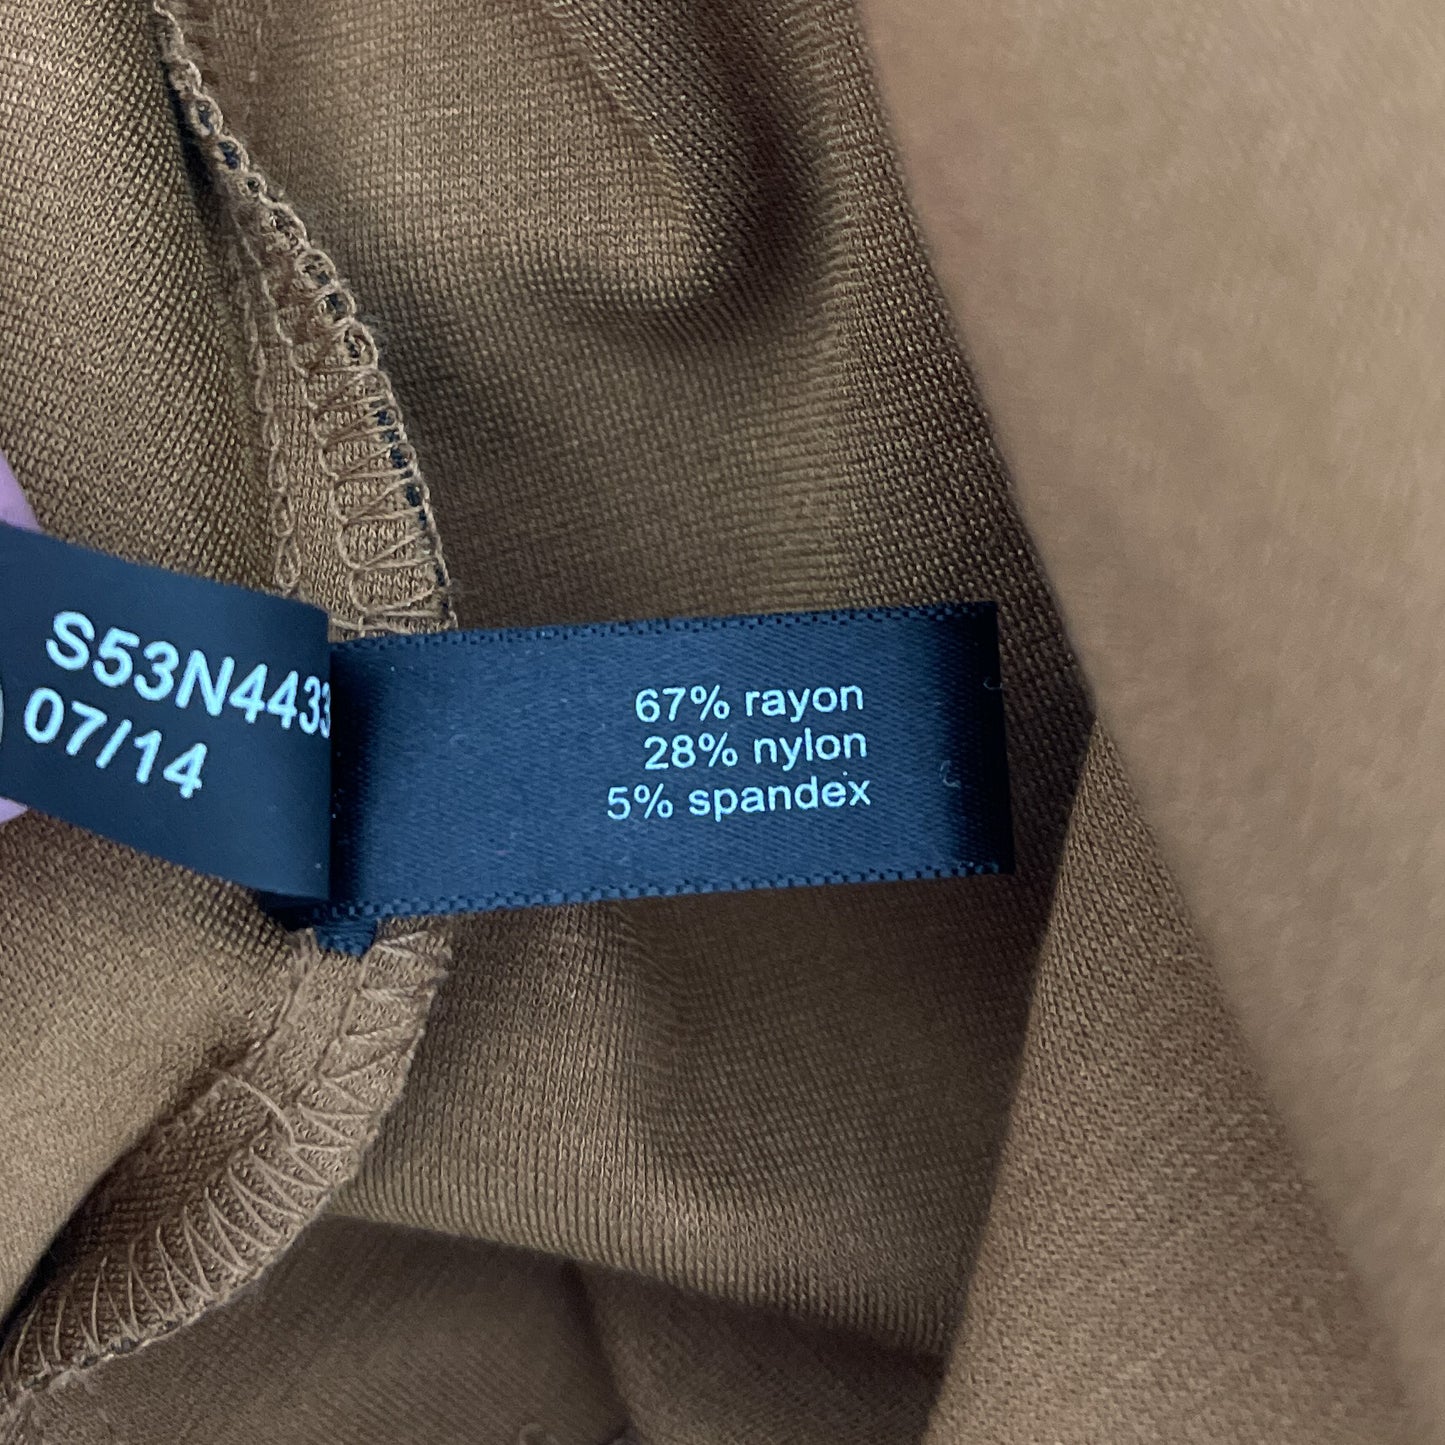 S53N4433
07/14
67% rayon
28% nylon
5% spandex